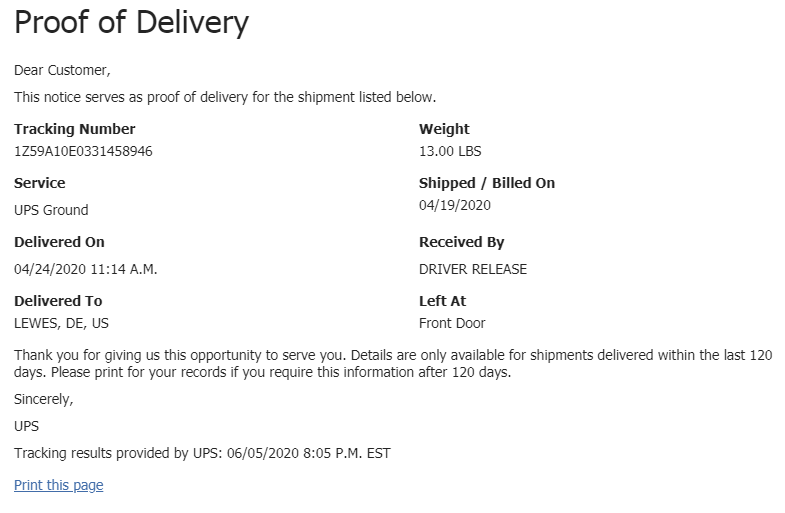 Proof of Delivery
Dear Customer,
This notice serves as proof of delivery for the shipment listed below.
Tracking Number
1Z59A10E0331458946
Weight
13.00 LBS
Service
UPS Ground
Shipped / Billed On
04/19/2020
Delivered On
04/24/2020 11:14 A.M.
Received By
DRIVER RELEASE
Delivered To
LEWES, DE, US
Left At
Front Door
Thank you for giving us this opportunity to serve you. Details are only available for shipments delivered within the last 120
days. Please print for your records if you require this information after 120 days.
Sincerely,
UPS
Tracking results provided by UPS: 06/05/2020 8:05 P.M. EST
Print this page